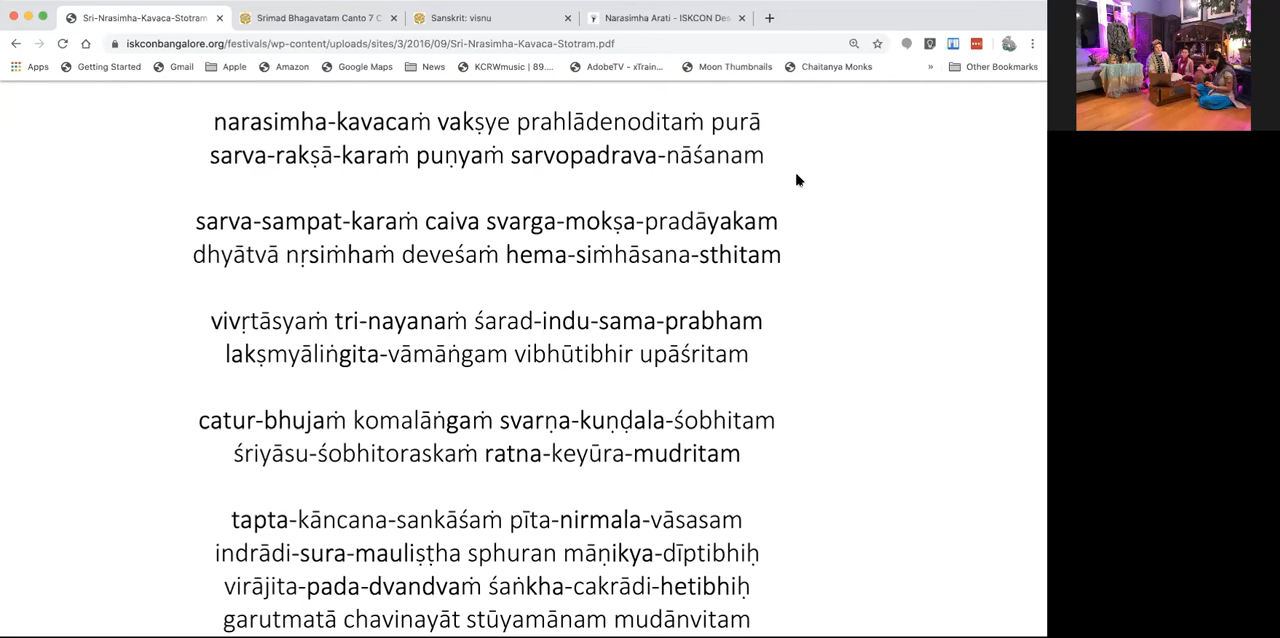 Sri-Nrasimha-Kavaca-Stotram.
Srimad Bhagavatam Canto 7 C
Sanskrit: visnu
Narasimha Arati - ISKCON Des
iskconbangalore.org/festivals/wp-content/uploads/sites/3/2016/09/Sri-Nrasimha-Kavaca-Stotram.pdf
Apps
Getting Started
Gmail
Apple
Amazon
Google Maps
News
KCRWmusic | 89....
AdobeTV - xTrain...
Moon Thumbnails
Chaitanya Monks
»
Other Bookmarks
narasimha-kavacaṁ vakṣye prahlādenoditaṁ purā
sarva-rakṣā-karaṁ puṇyaṁ sarvopadrava-nāśanam
sarva-sampat-karaṁ caiva svarga-mokṣa-pradāyakam
dhyātvā nṛsiṁhaṁ deveśaṁ hema-siṁhāsana-sthitam
vivṛtāsyaṁ tri-nayanaṁ śarad-indu-sama-prabham
lakṣmyāliṅgita-vāmāṅgam vibhūtibhir upāśritam
catur-bhujaṁ komalāṅgaṁ svarṇa-kuṇḍala-śobhitam
śriyāsu-śobhitoraskaṁ ratna-keyūra-mudritam
tapta-kāncana-sankāśaṁ pīta-nirmala-vāsasam
indrādi-sura-mauliṣṭha sphuran māṇikya-dīptibhiḥ
virājita-pada-dvandvaṁ śaṅkha-cakrādi-hetibhiḥ
garutmatā chavinayāt stūyamānam mudānvitam